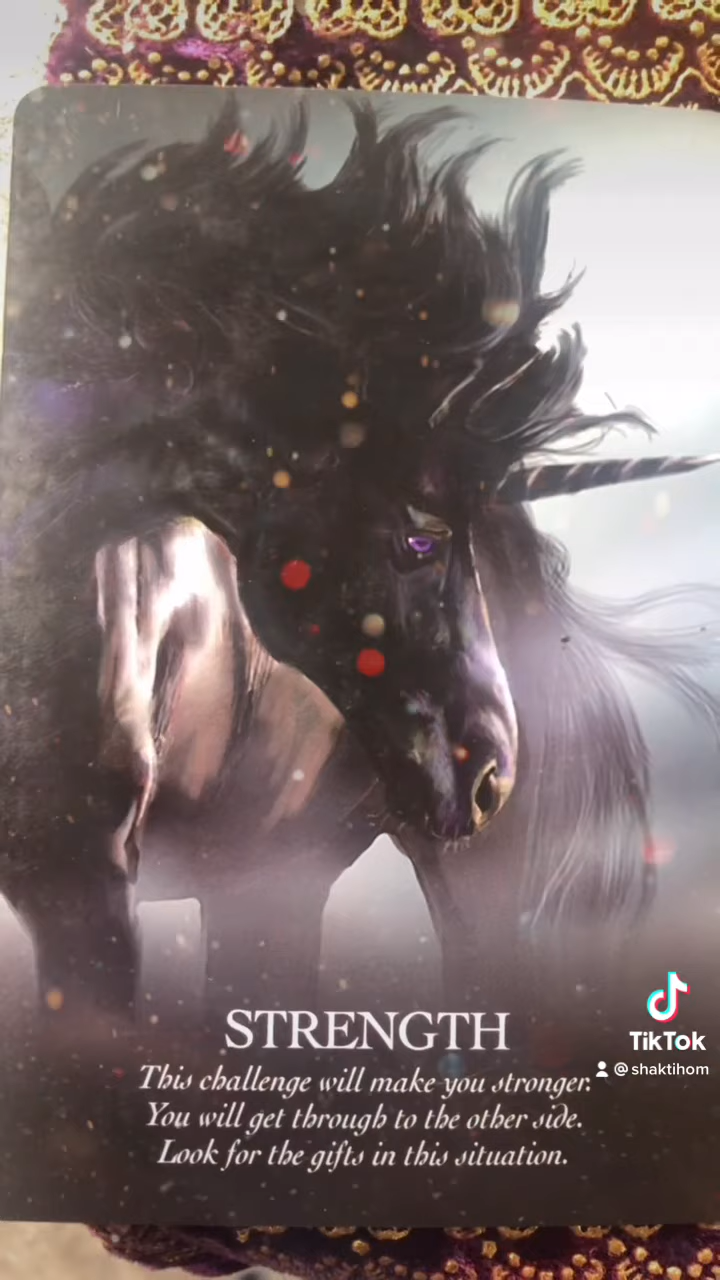 STRENGTH
This challenge will make you stronger.
You will get through to the other side.
Look for the gifts in this situation.
TikTok
@shaktihom